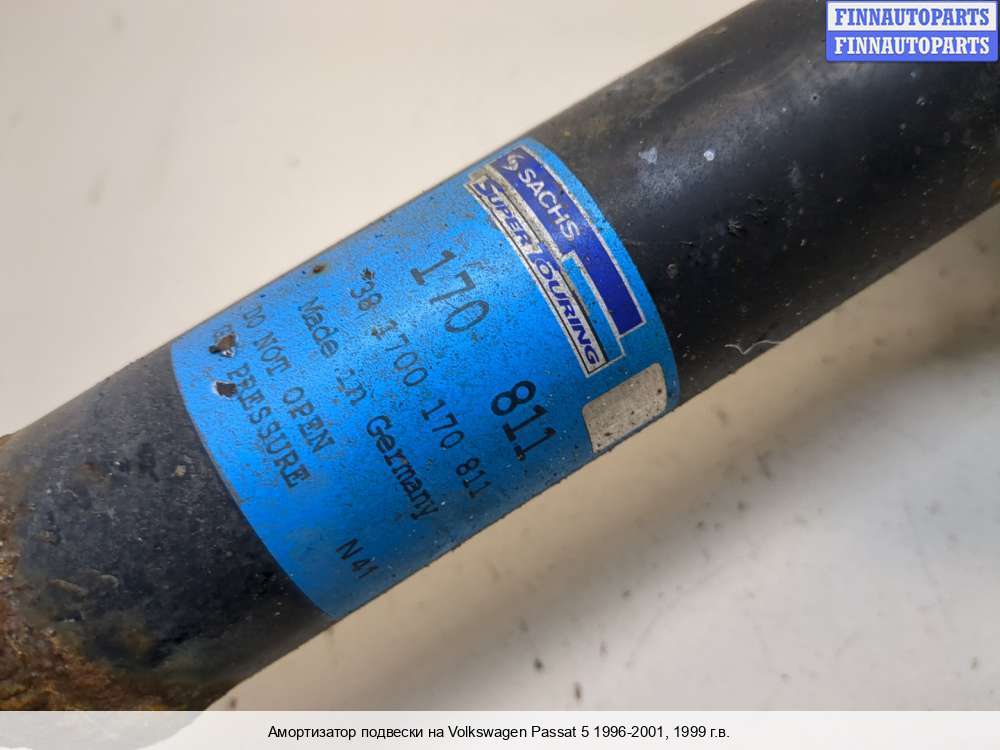 FINNAUTOPARTS
FINNAUTOPARTS
SACHS
SUPER TOURING
170 811
38 1700 170 811
Made in Germany
DO NOT OPEN
PRESSURE
N 41
Амортизатор подвески на Volkswagen Passat 5 1996-2001, 1999 г.в.